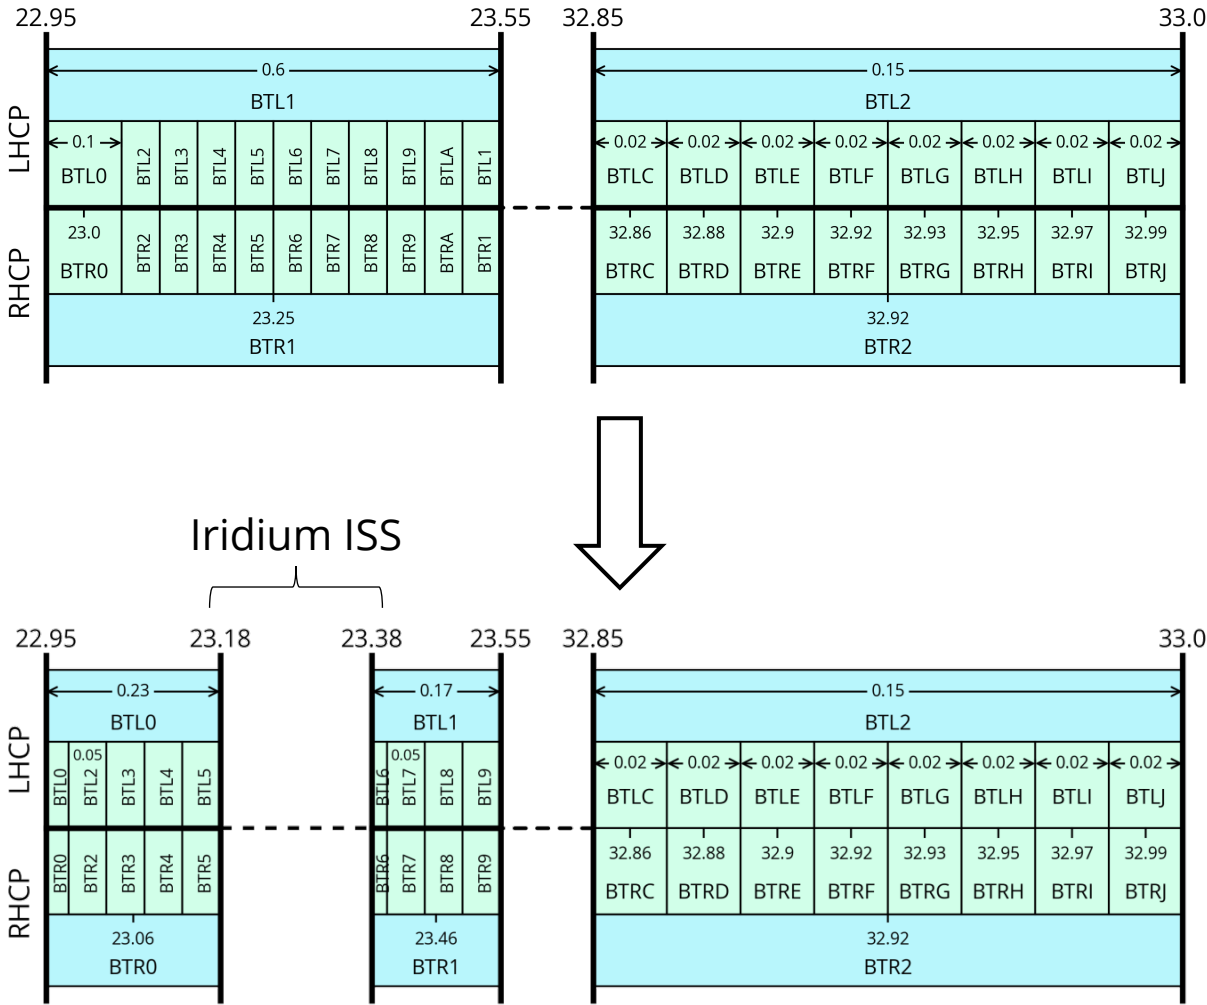 22.95 23.55 32.85 33.0
0.6 0.15
BTL1 BTL2
LHCP
0.1 0.02 0.02 0.02 0.02 0.02 0.02 0.02 0.02
BTL0 BTL2 BTL3 BTL4 BTL5 BTL6 BTL7 BTL8 BTL9 BTLA BTL1 BTLC BTLD BTLE BTLF BTLG BTLH BTLI BTLJ
RHCP
23.0 32.86 32.88 32.9 32.92 32.93 32.95 32.97 32.99
BTR0 BTR2 BTR3 BTR4 BTR5 BTR6 BTR7 BTR8 BTR9 BTRA BTR1 BTRC BTRD BTRE BTRF BTRG BTRH BTRI BTRJ
23.25 32.92
BTR1 BTR2
Iridium ISS
22.95 23.18 23.38 23.55 32.85 33.0
0.23 0.17 0.15
BTL0 BTL1 BTL2
LHCP
0.05 0.05 0.02 0.02 0.02 0.02 0.02 0.02 0.02 0.02
BTL0 BTL2 BTL3 BTL4 BTL5 BTL6 BTL7 BTL8 BTL9 BTLC BTLD BTLE BTLF BTLG BTLH BTLI BTLJ
RHCP
32.86 32.88 32.9 32.92 32.93 32.95 32.97 32.99
BTR0 BTR2 BTR3 BTR4 BTR5 BTR6 BTR7 BTR8 BTR9 BTRC BTRD BTRE BTRF BTRG BTRH BTRI BTRJ
23.06 23.46 32.92
BTR0 BTR1 BTR2